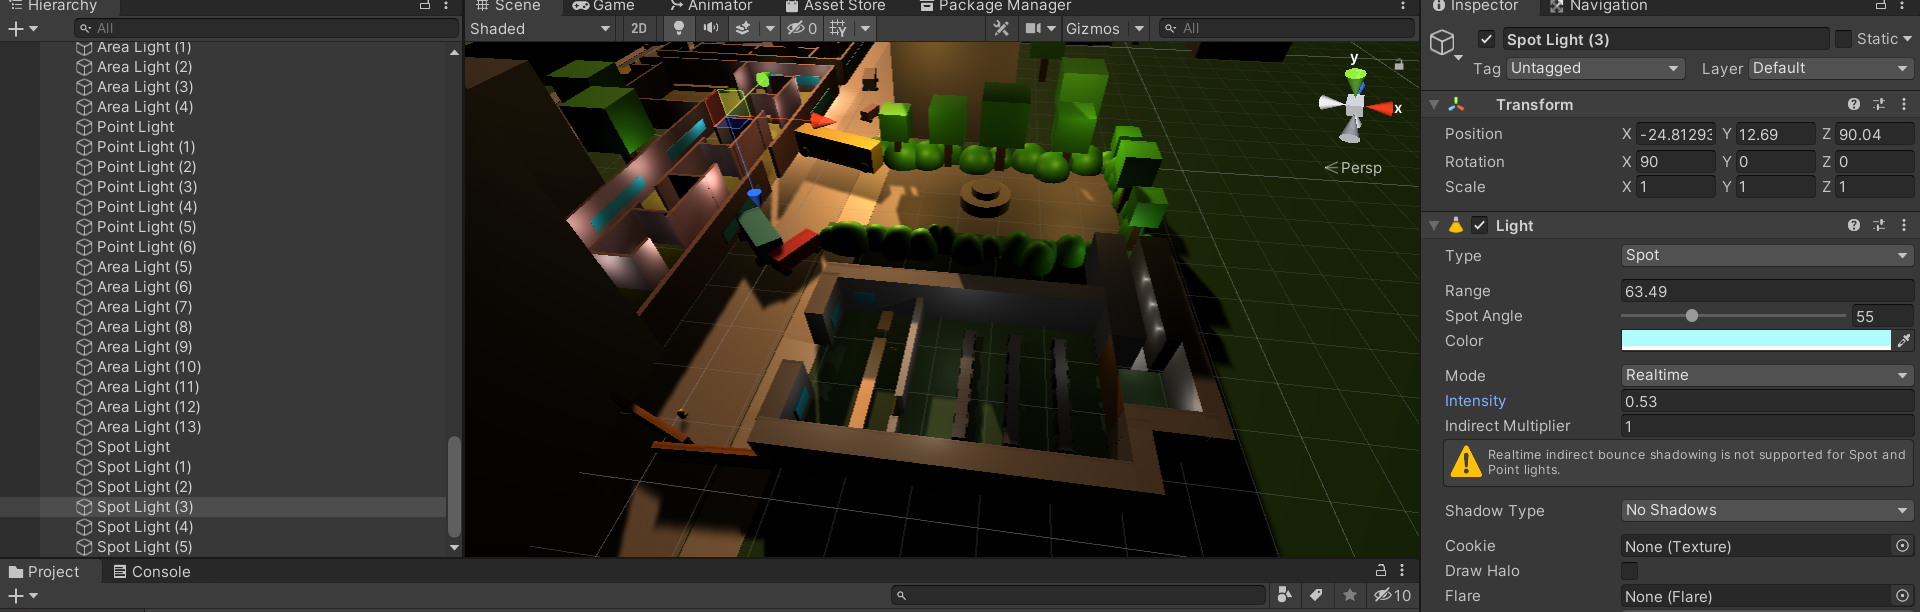 Hierarchy
All
Area Light (1)
Area Light (2)
Area Light (3)
Area Light (4)
Point Light
Point Light (1)
Point Light (2)
Point Light (3)
Point Light (4)
Point Light (5)
Point Light (6)
Area Light (5)
Area Light (6)
Area Light (7)
Area Light (8)
Area Light (9)
Area Light (10)
Area Light (11)
Area Light (12)
Area Light (13)
Spot Light
Spot Light (1)
Spot Light (2)
Spot Light (3)
Spot Light (4)
Spot Light (5)
Scene Game Animator Asset Store Package Manager
Shaded 2D 0 Gizmos All
y
x
Persp
Project Console
10
Inspector Navigation
Spot Light (3) Static
Tag Untagged Layer Default
Transform
Position X -24.81293 Y 12.69 Z 90.04
Rotation X 90 Y 0 Z 0
Scale X 1 Y 1 Z 1
Light
Type Spot
Range 63.49
Spot Angle 55
Color
Mode Realtime
Intensity 0.53
Indirect Multiplier 1
Realtime indirect bounce shadowing is not supported for Spot and
Point lights.
Shadow Type No Shadows
Cookie None (Texture)
Draw Halo
Flare None (Flare)